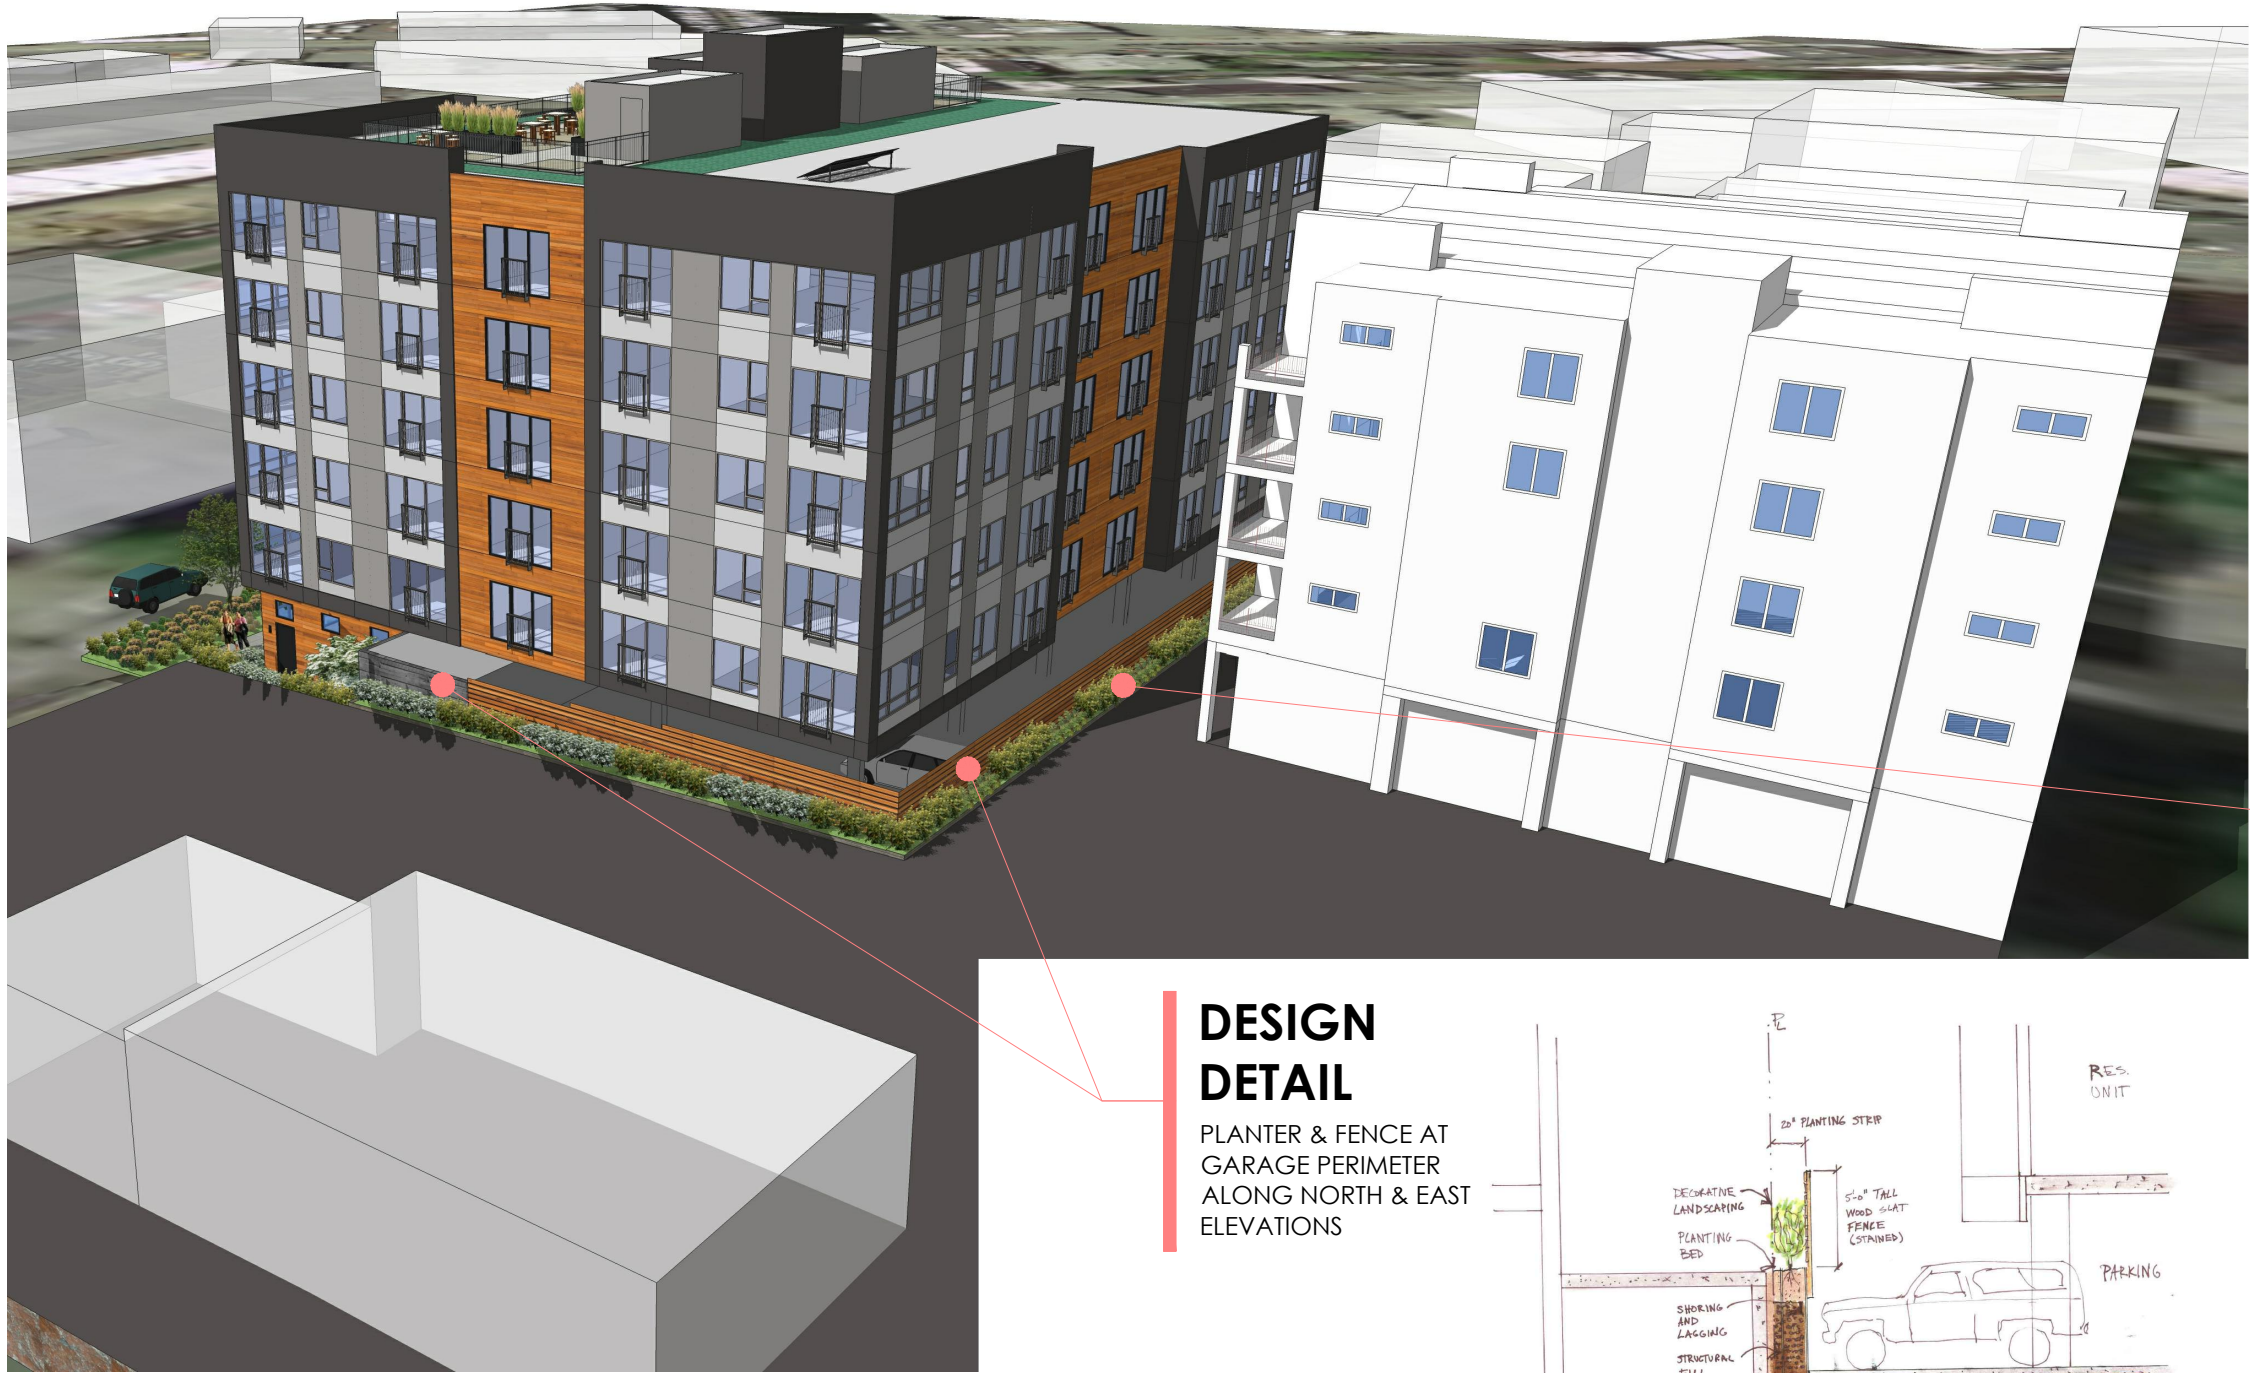 DESIGN
DETAIL
PLANTER & FENCE AT
GARAGE PERIMETER
ALONG NORTH & EAST
ELEVATIONS
PL
RES.
UNIT
20" PLANTING STRIP
DECORATIVE
LANDSCAPING
5'-0" TALL
WOOD SLAT
FENCE
(STAINED)
PLANTING
BED
PARKING
SHORING
AND
LAGGING
STRUCTURAL